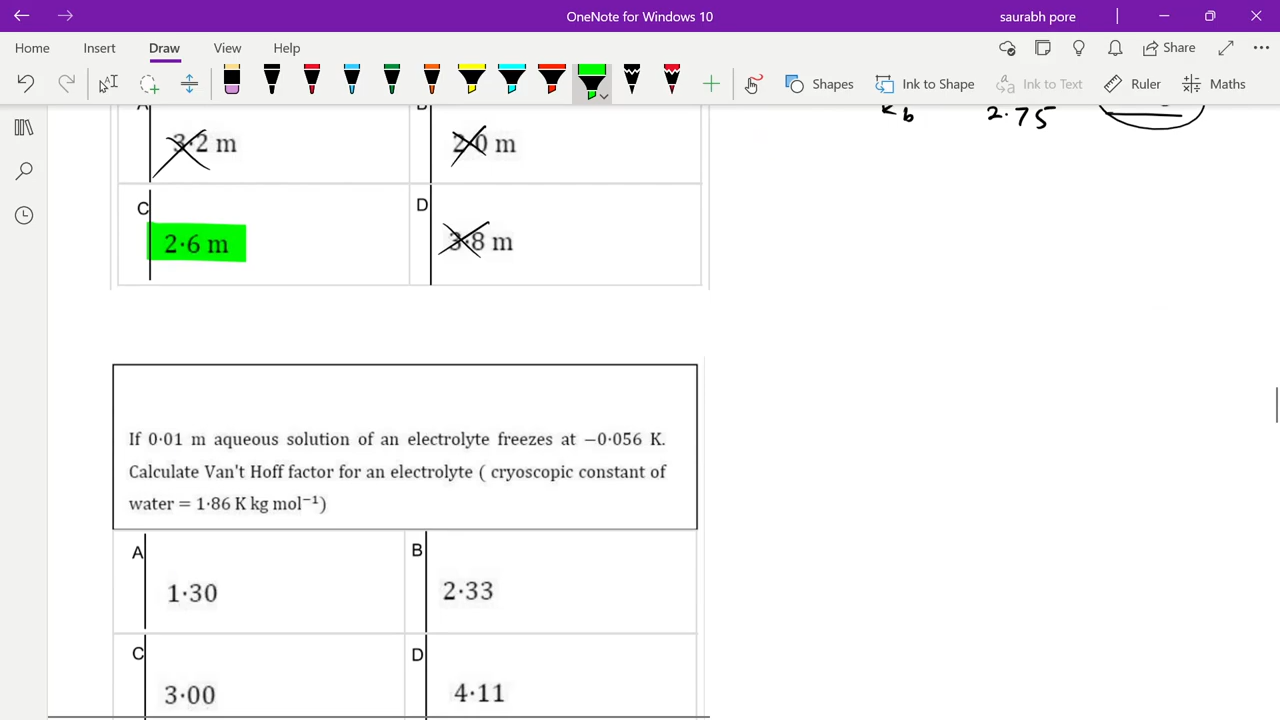 OneNote for Windows 10
saurabh pore
Home Insert Draw View Help
Share
Shapes
Ink to Shape
Ink to Text
Ruler
Maths
b 2.75
3·2 m
2·0 m
C
2·6 m
D
3·8 m
If 0·01 m aqueous solution of an electrolyte freezes at −0·056 K.
Calculate Van't Hoff factor for an electrolyte ( cryoscopic constant of
water = 1·86 K kg mol⁻¹)
A
1·30
B
2·33
C
3·00
D
4·11